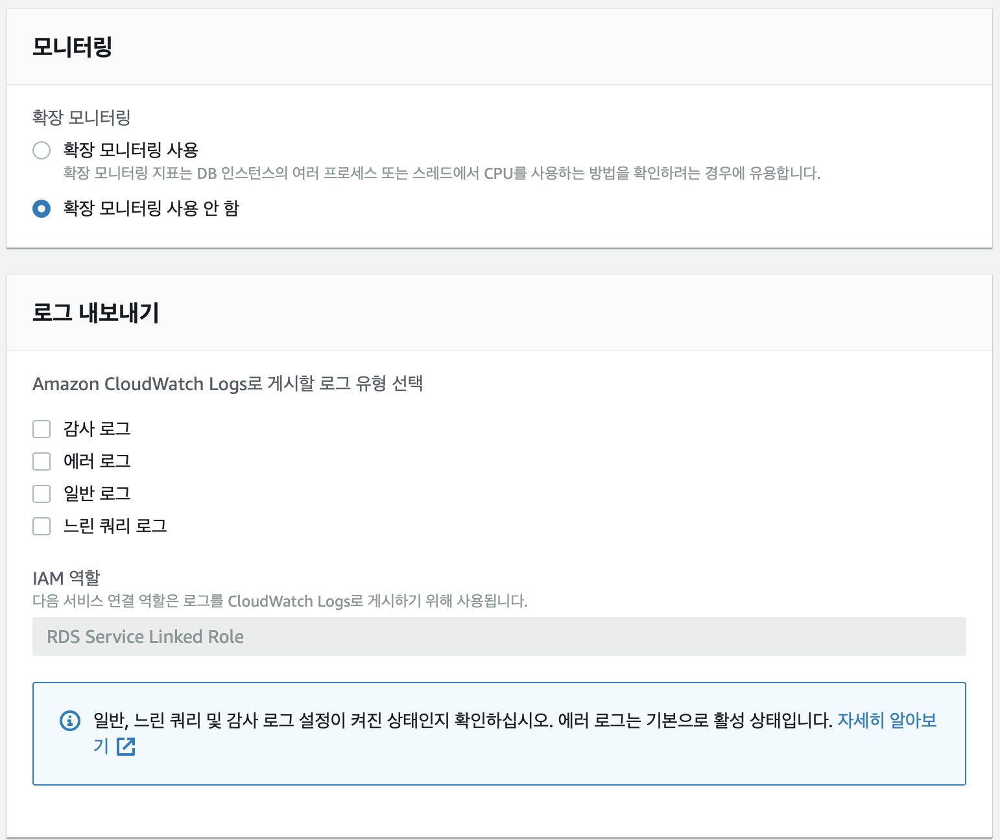 모니터링
확장 모니터링
확장 모니터링 사용
확장 모니터링 지표는 DB 인스턴스의 여러 프로세스 또는 스레드에서 CPU를 사용하는 방법을 확인하려는 경우에 유용합니다.
확장 모니터링 사용 안 함
로그 내보내기
Amazon CloudWatch Logs로 게시할 로그 유형 선택
감사 로그
에러 로그
일반 로그
느린 쿼리 로그
IAM 역할
다음 서비스 연결 역할은 로그를 CloudWatch Logs로 게시하기 위해 사용됩니다.
RDS Service Linked Role
일반, 느린 쿼리 및 감사 로그 설정이 켜진 상태인지 확인하십시오. 에러 로그는 기본으로 활성 상태입니다. 자세히 알아보
기